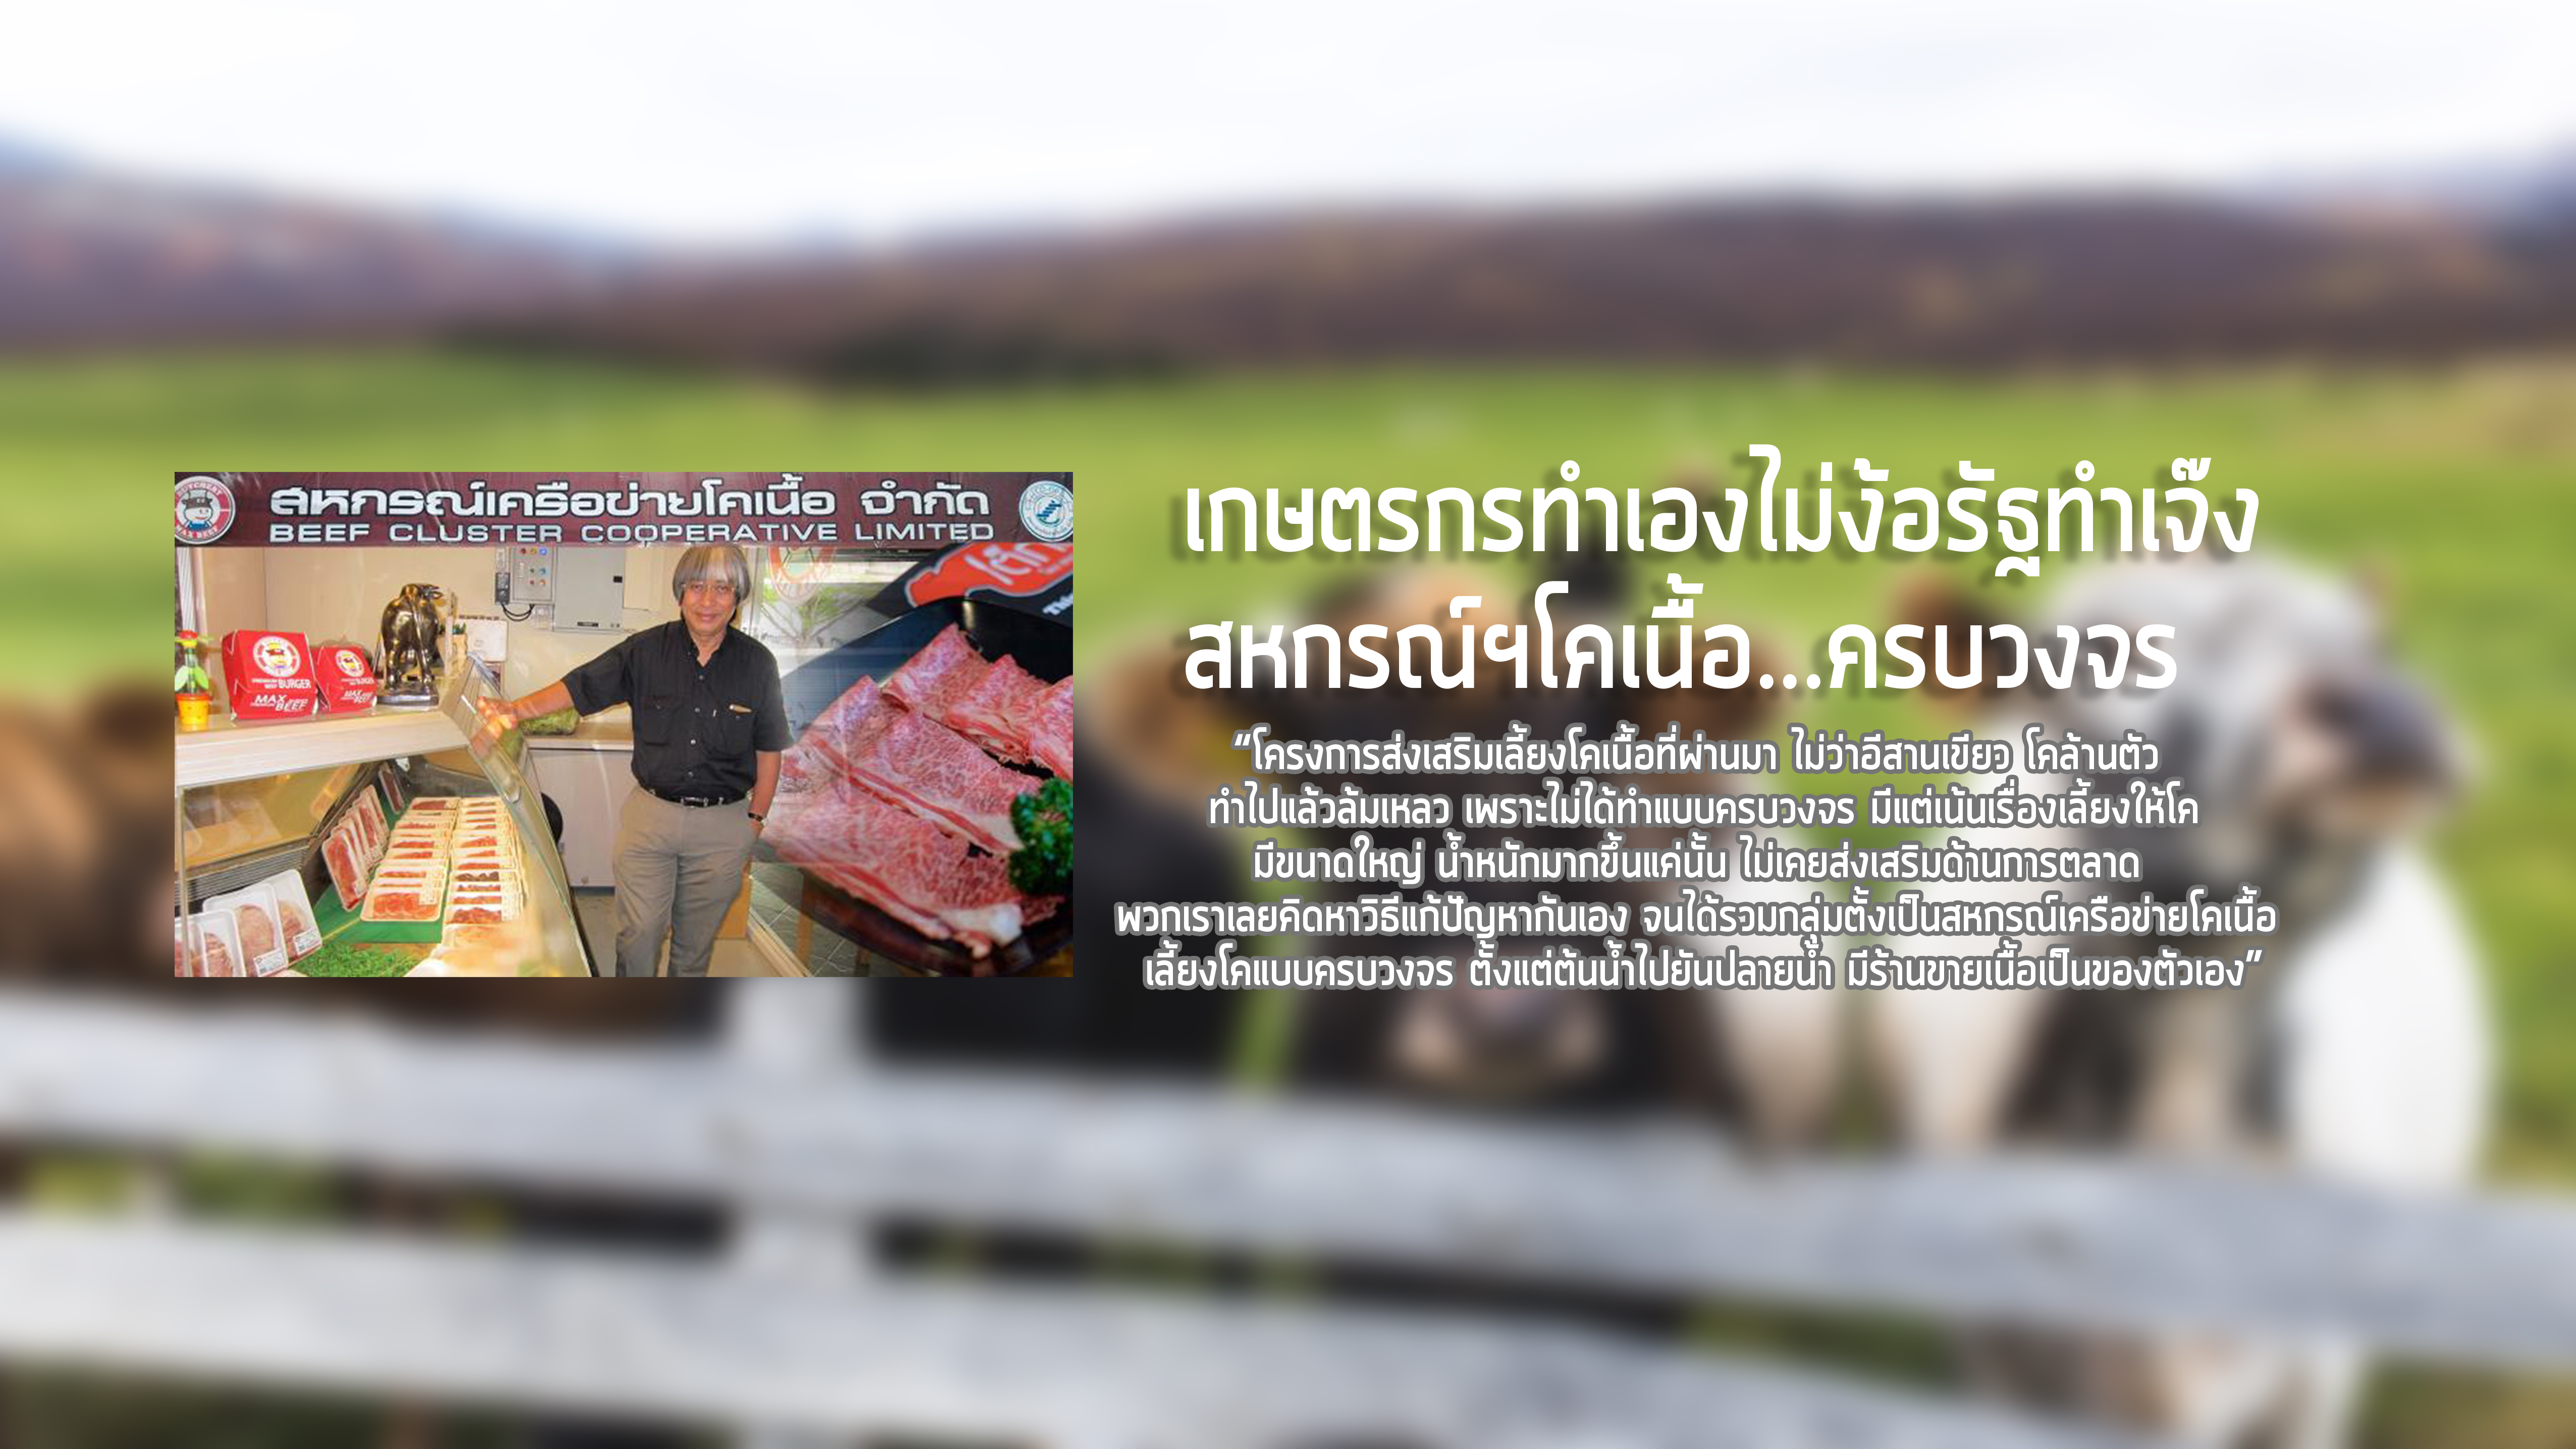 เกษตรกรทำเองไม่ง้อรัฐทำเจ๊ง
สหกรณ์ฯโคเนื้อ...ครบวงจร
“โครงการส่งเสริมเลี้ยงโคเนื้อที่ผ่านมา ไม่ว่าอีสานเขียว โคล้านตัว
ทำไปแล้วล้มเหลว เพราะไม่ได้ทำแบบครบวงจร มีแต่เน้นเรื่องเลี้ยงให้โค
มีขนาดใหญ่ น้ำหนักมากขึ้นแค่นั้น ไม่เคยส่งเสริมด้านการตลาด
พวกเราเลยคิดหาวิธีแก้ปัญหากันเอง จนได้รวมกลุ่มตั้งเป็นสหกรณ์เครือข่ายโคเนื้อ
เลี้ยงโคแบบครบวงจร ตั้งแต่ต้นน้ำไปยันปลายน้ำ มีร้านขายเนื้อเป็นของตัวเอง”
สหกรณ์เครือข่ายโคเนื้อ จำกัด
BEEF CLUSTER COOPERATIVE LIMITED
BURGER
MAX BEEF
MAX BEEF